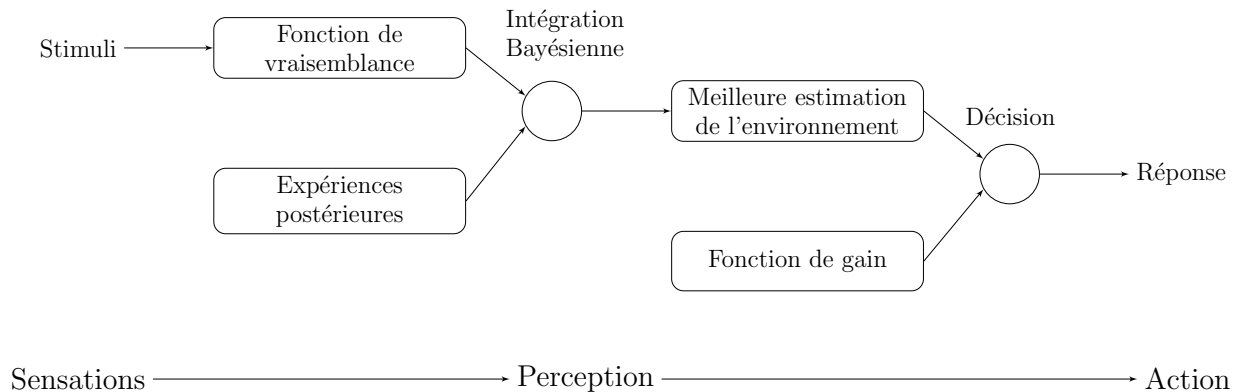 Stimuli
Fonction de
vraisemblance
Intégration
Bayésienne
Expériences
postérieures
Meilleure estimation
de l'environnement
Décision
Fonction de gain
Réponse
Sensations
Perception
Action